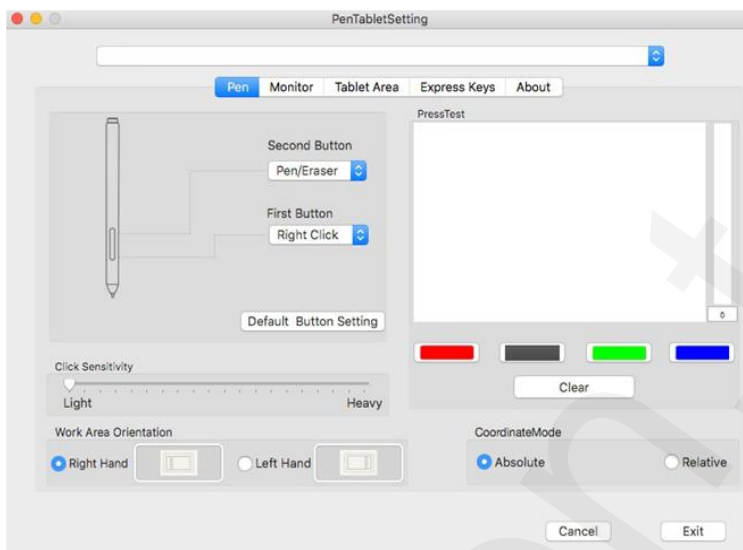 PenTabletSetting
Pen Monitor Tablet Area Express Keys About
Second Button
Pen/Eraser
First Button
Right Click
Default Button Setting
Click Sensitivity
Light Heavy
Work Area Orientation
Right Hand Left Hand
PressTest
0
Clear
CoordinateMode
Absolute Relative
Cancel Exit